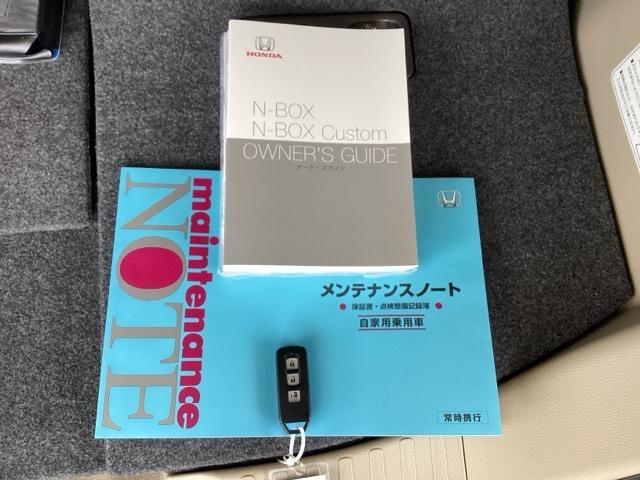 HONDA
N-BOX
N-BOX Custom
OWNER'S GUIDE
オーナーズガイド
maintenance
NOTE
メンテナンスノート
保証書・点検整備記録簿
自家用乗用車
常時携行